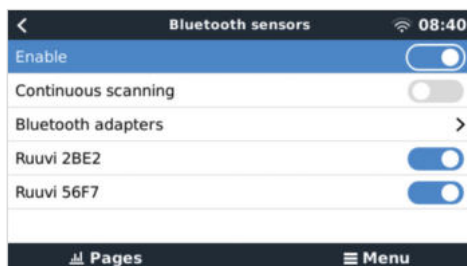 Bluetooth sensors 08:40
Enable
Continuous scanning
Bluetooth adapters
Ruuvi 2BE2
Ruuvi 56F7
Pages Menu